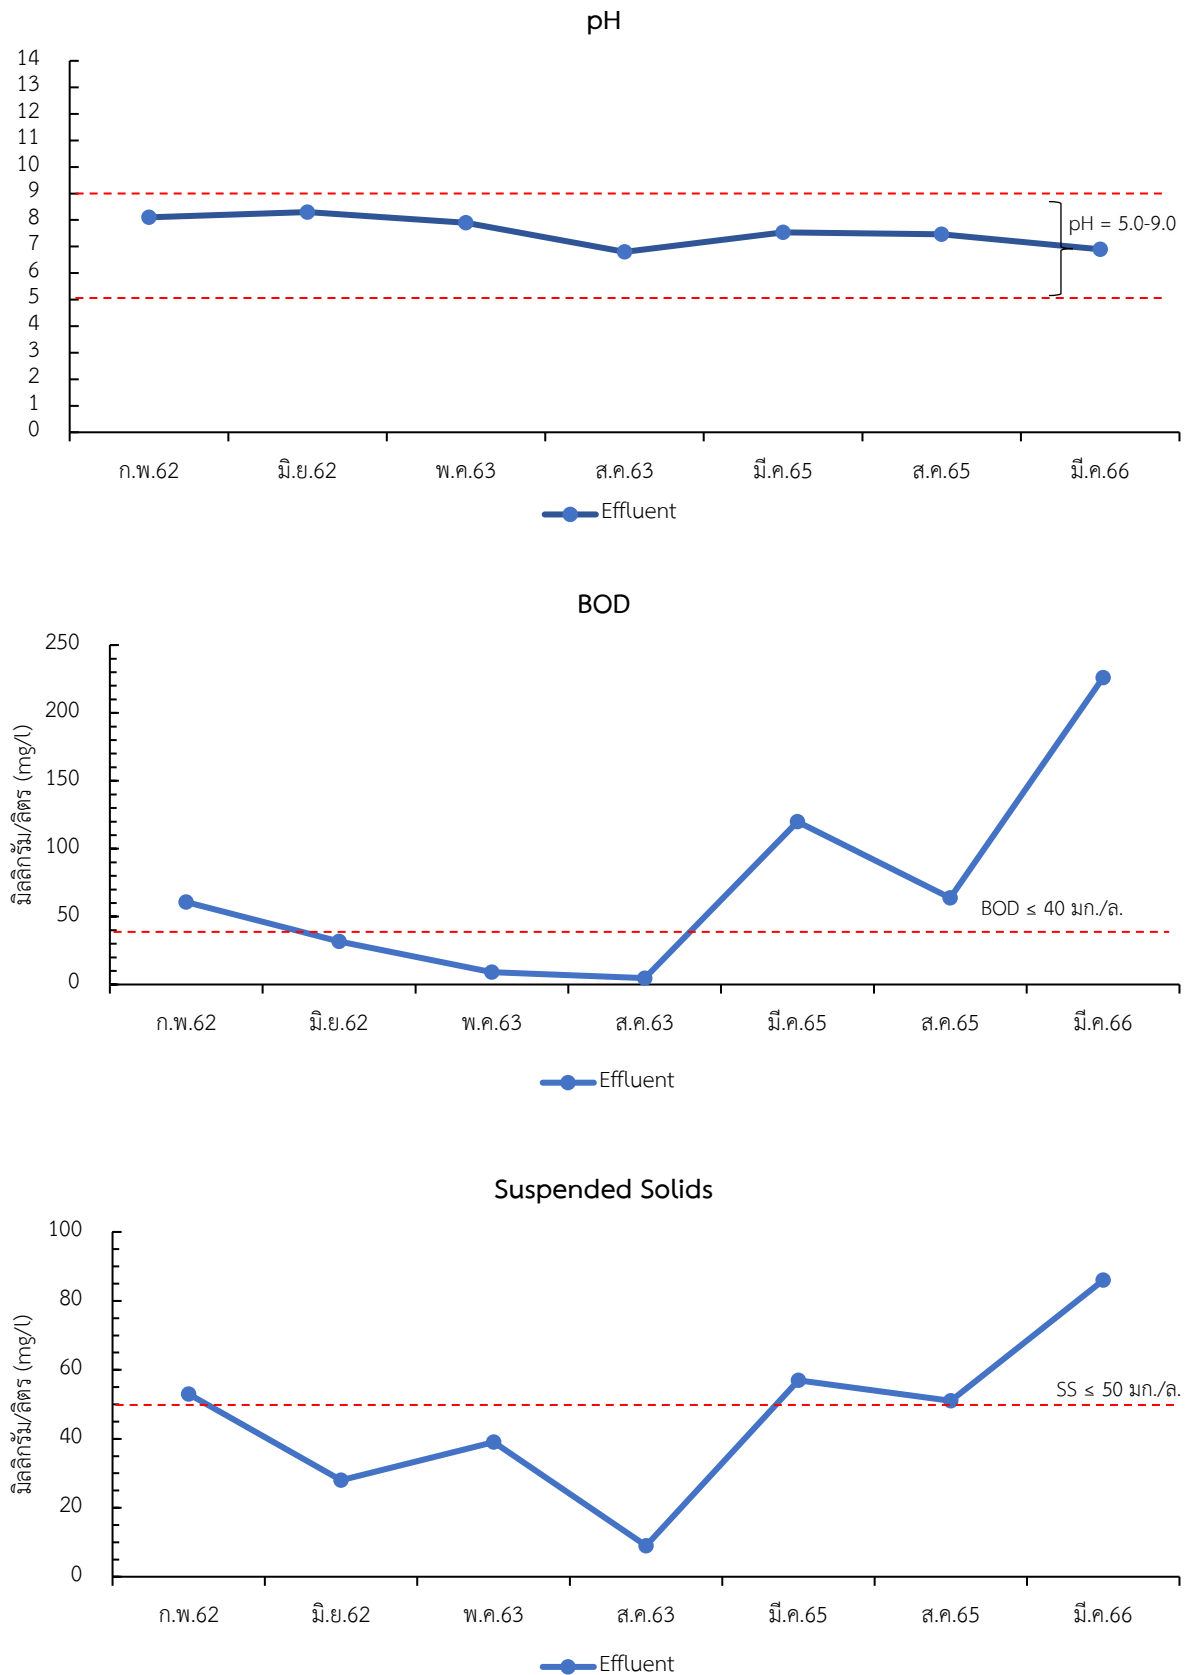 pH
14
13
12
11
10
9
8
7
6
5
4
3
2
1
0
pH = 5.0-9.0
ก.พ.62 มิ.ย.62 พ.ค.63 ส.ค.63 มี.ค.65 ส.ค.65 มี.ค.66
Effluent
BOD
มิลลิกรัม/ลิตร (mg/l)
250
200
150
100
50
0
BOD ≤ 40 มก./ล.
ก.พ.62 มิ.ย.62 พ.ค.63 ส.ค.63 มี.ค.65 ส.ค.65 มี.ค.66
Effluent
Suspended Solids
มิลลิกรัม/ลิตร (mg/l)
100
80
60
40
20
0
SS ≤ 50 มก./ล.
ก.พ.62 มิ.ย.62 พ.ค.63 ส.ค.63 มี.ค.65 ส.ค.65 มี.ค.66
Effluent